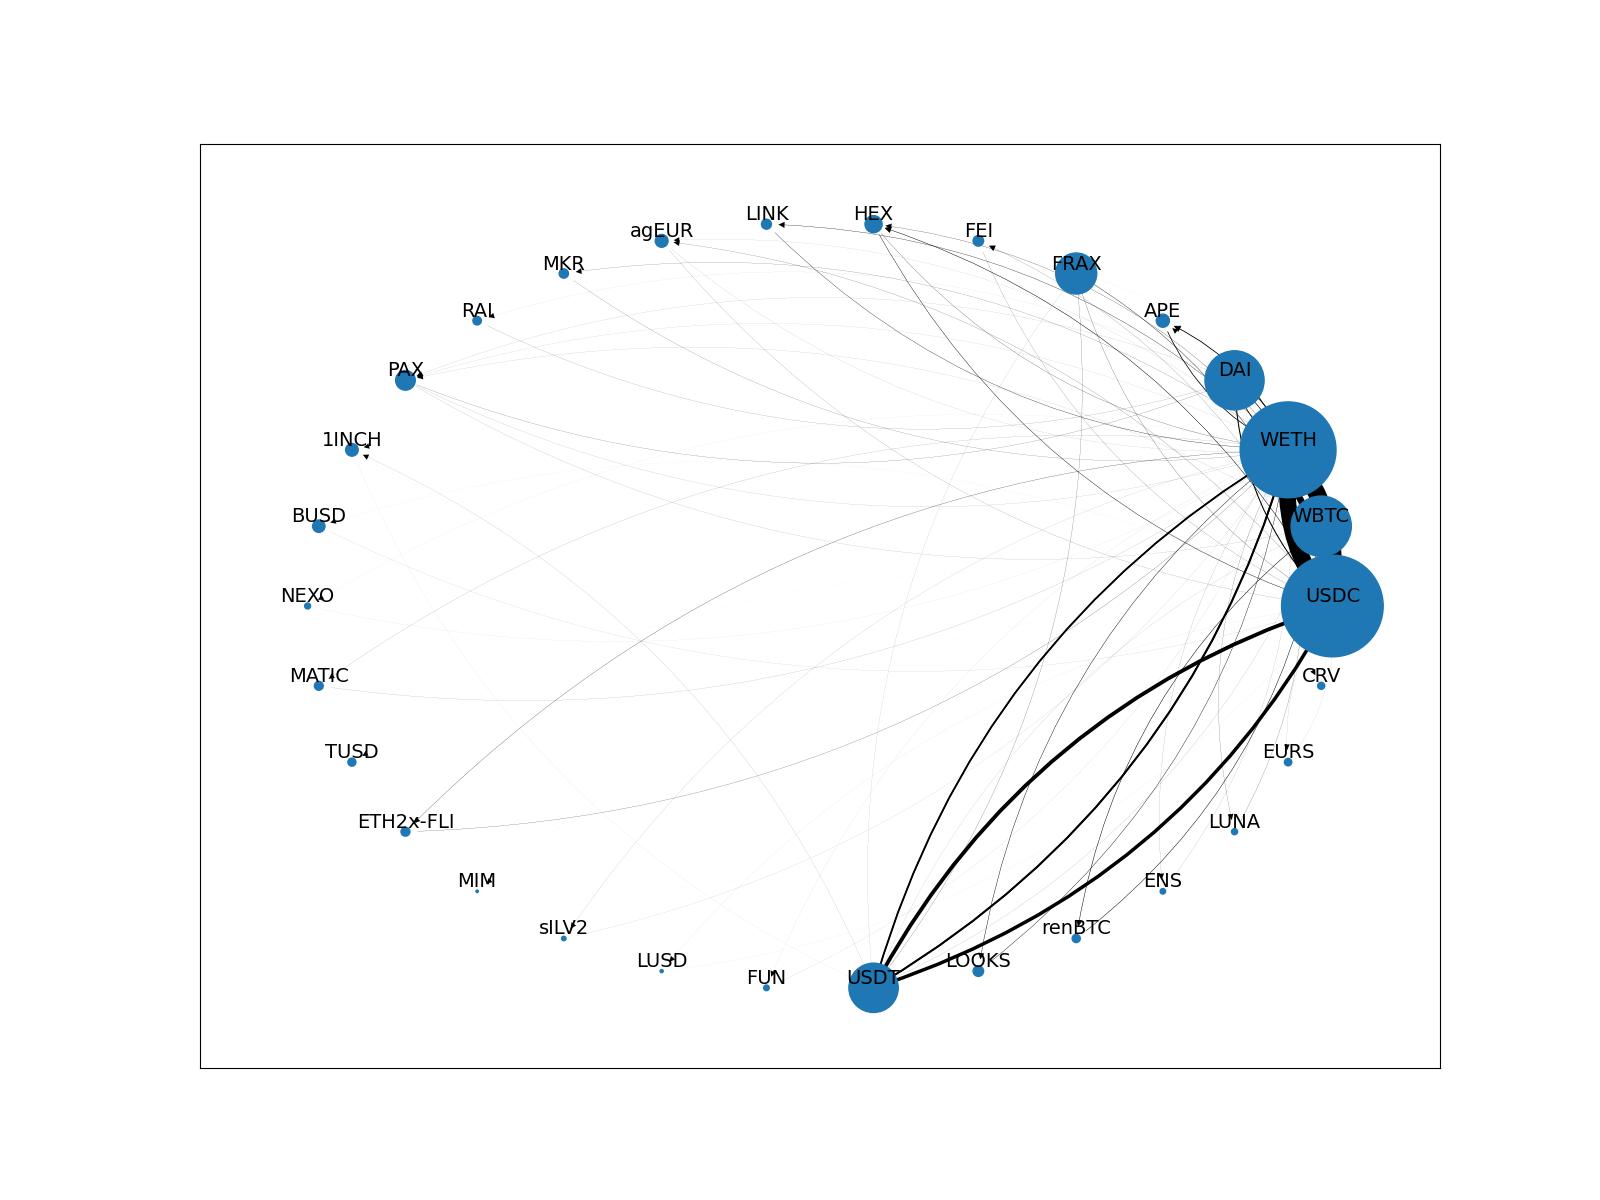 LINK
HEX
agEUR
FEI
MKR
FRAX
RAI
APE
PAX
DAI
1INCH
WETH
BUSD
WBTC
NEXO
USDC
MATIC
CRV
TUSD
EURS
ETH2x-FLI
LUNA
MIM
ENS
sILV2
renBTC
LUSD
LOOKS
FUN
USDT